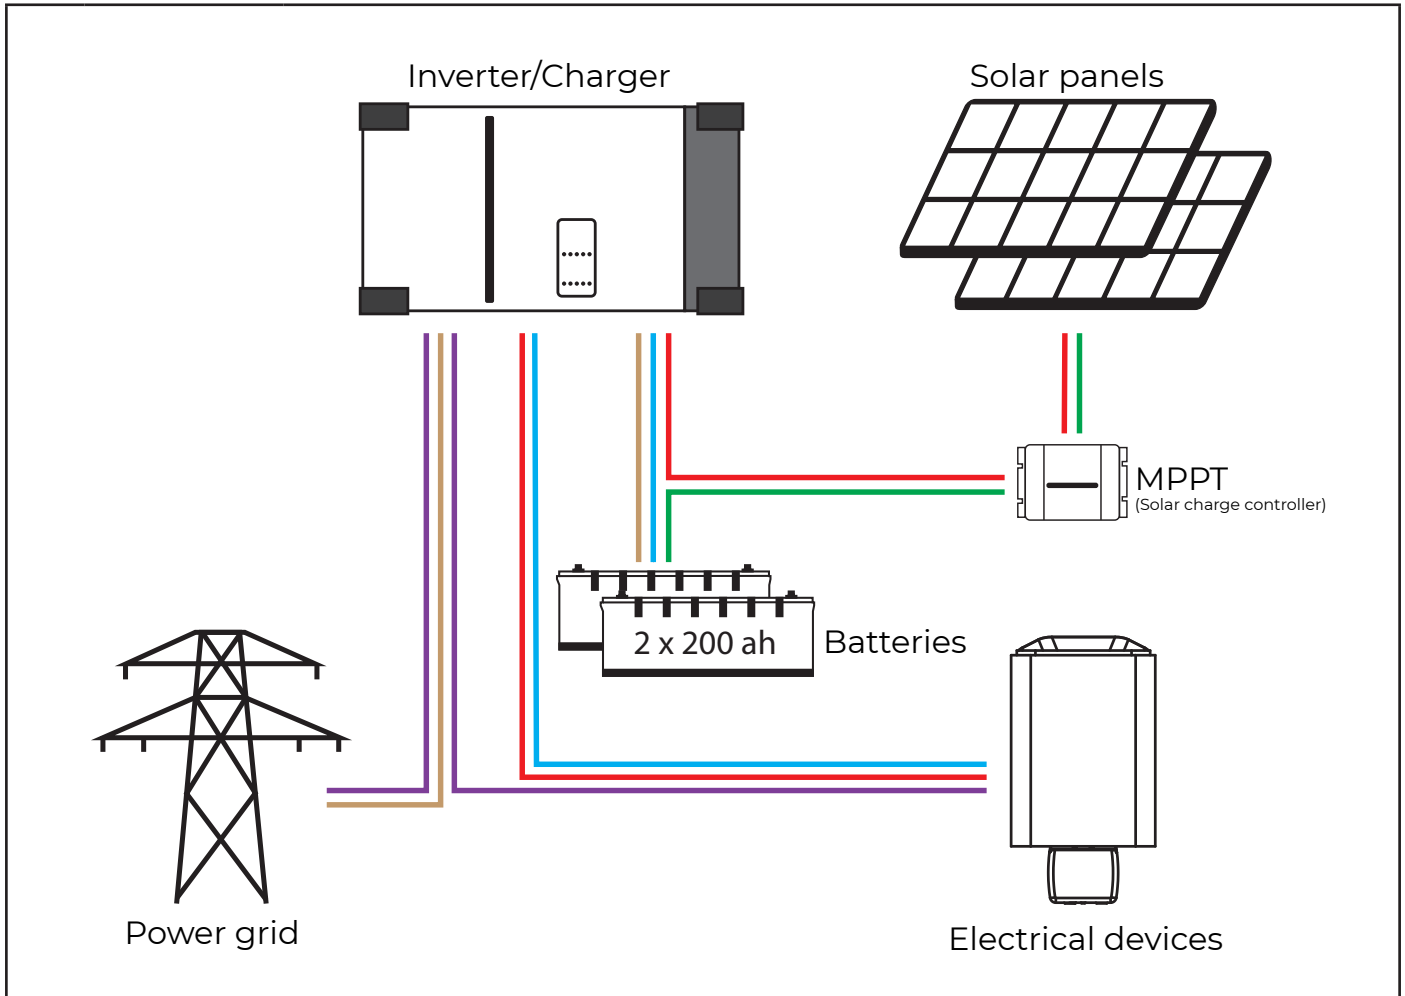 Inverter/Charger
Solar panels
MPPT
(Solar charge controller)
2 x 200 ah
Batteries
Power grid
Electrical devices